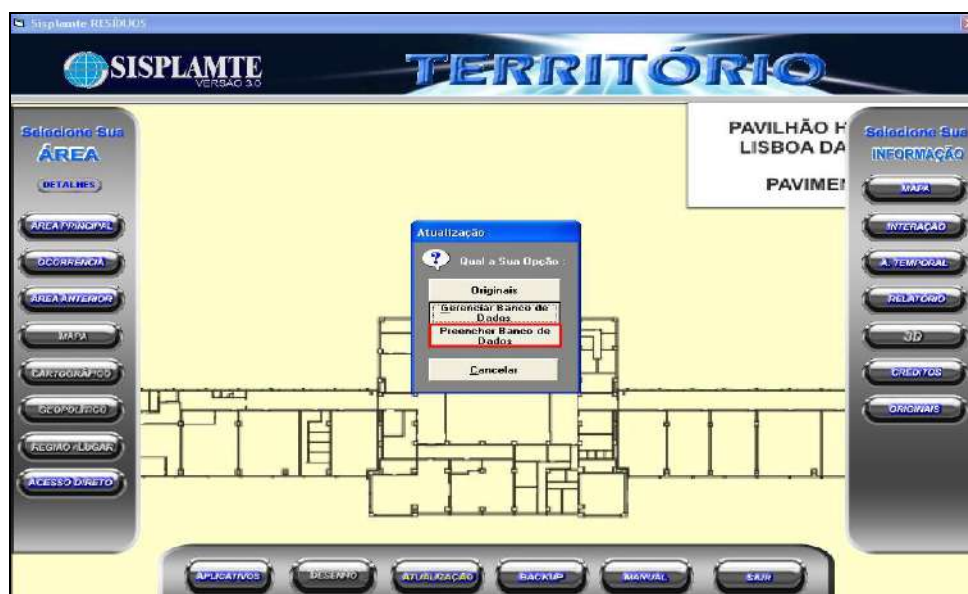 Sisplamte RESÍDUOS
SISPLAMTE
VERSÃO 3.0
TERRITÓRIO
Selecione Sua
ÁREA
DETALHES
ÁREA PRINCIPAL
OCORRÊNCIA
ÁREA ANTERIOR
MAPA
CARTOGRÁFICO
GEOPOLÍTICO
REGIÃO / LUGAR
ACESSO DIRETO
PAVILHÃO H
LISBOA DA
PAVIMEN
Atualização
Qual a Sua Opção :
Originais
Gerenciar Banco de
Dados
Preencher Banco de
Dados
Cancelar
Selecione Sua
INFORMAÇÃO
MAPA
INTERAÇÃO
A. TEMPORAL
RELATÓRIO
3D
CRÉDITOS
ORIGINAIS
APLICATIVOS
DESENHO
ATUALIZAÇÃO
BACKUP
MANUAL
SAIR